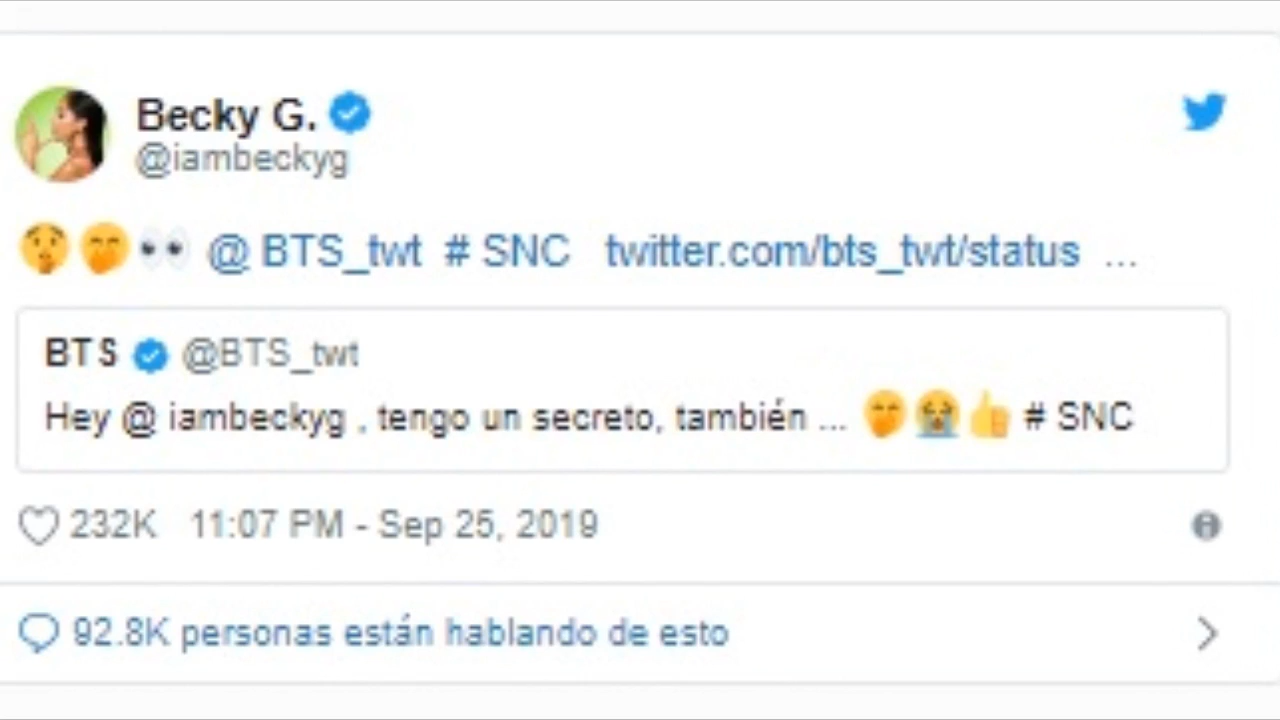 Becky G.
@iambeckyg
🤫🤭👀 @ BTS_twt # SNC twitter.com/bts_twt/status ...
BTS @BTS_twt
Hey @ iambeckyg , tengo un secreto, también ... 🤭😭👍 # SNC
232K 11:07 PM - Sep 25, 2019
92.8K personas están hablando de esto